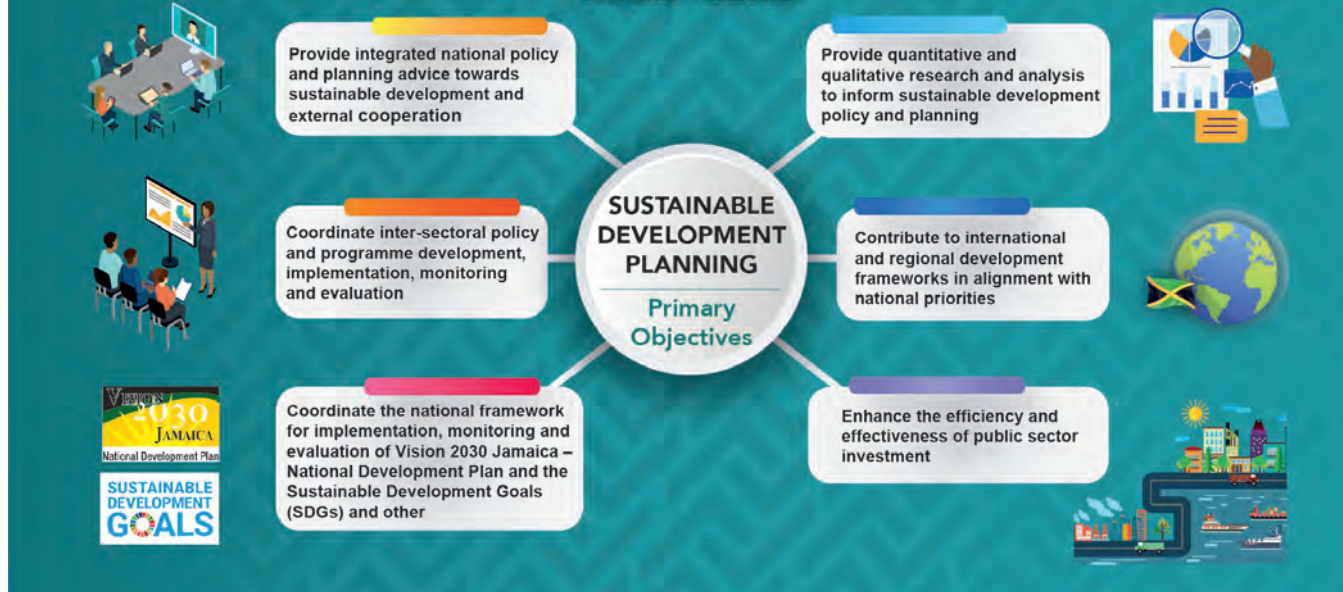 Provide integrated national policy
and planning advice towards
sustainable development and
external cooperation
Provide quantitative and
qualitative research and analysis
to inform sustainable development
policy and planning
SUSTAINABLE
DEVELOPMENT
PLANNING
Primary
Objectives
Coordinate inter-sectoral policy
and programme development,
implementation, monitoring
and evaluation
Contribute to international
and regional development
frameworks in alignment with
national priorities
VISION
2030
JAMAICA
National Development Plan
SUSTAINABLE
DEVELOPMENT
GOALS
Coordinate the national framework
for implementation, monitoring and
evaluation of Vision 2030 Jamaica –
National Development Plan and the
Sustainable Development Goals
(SDGs) and other
Enhance the efficiency and
effectiveness of public sector
investment